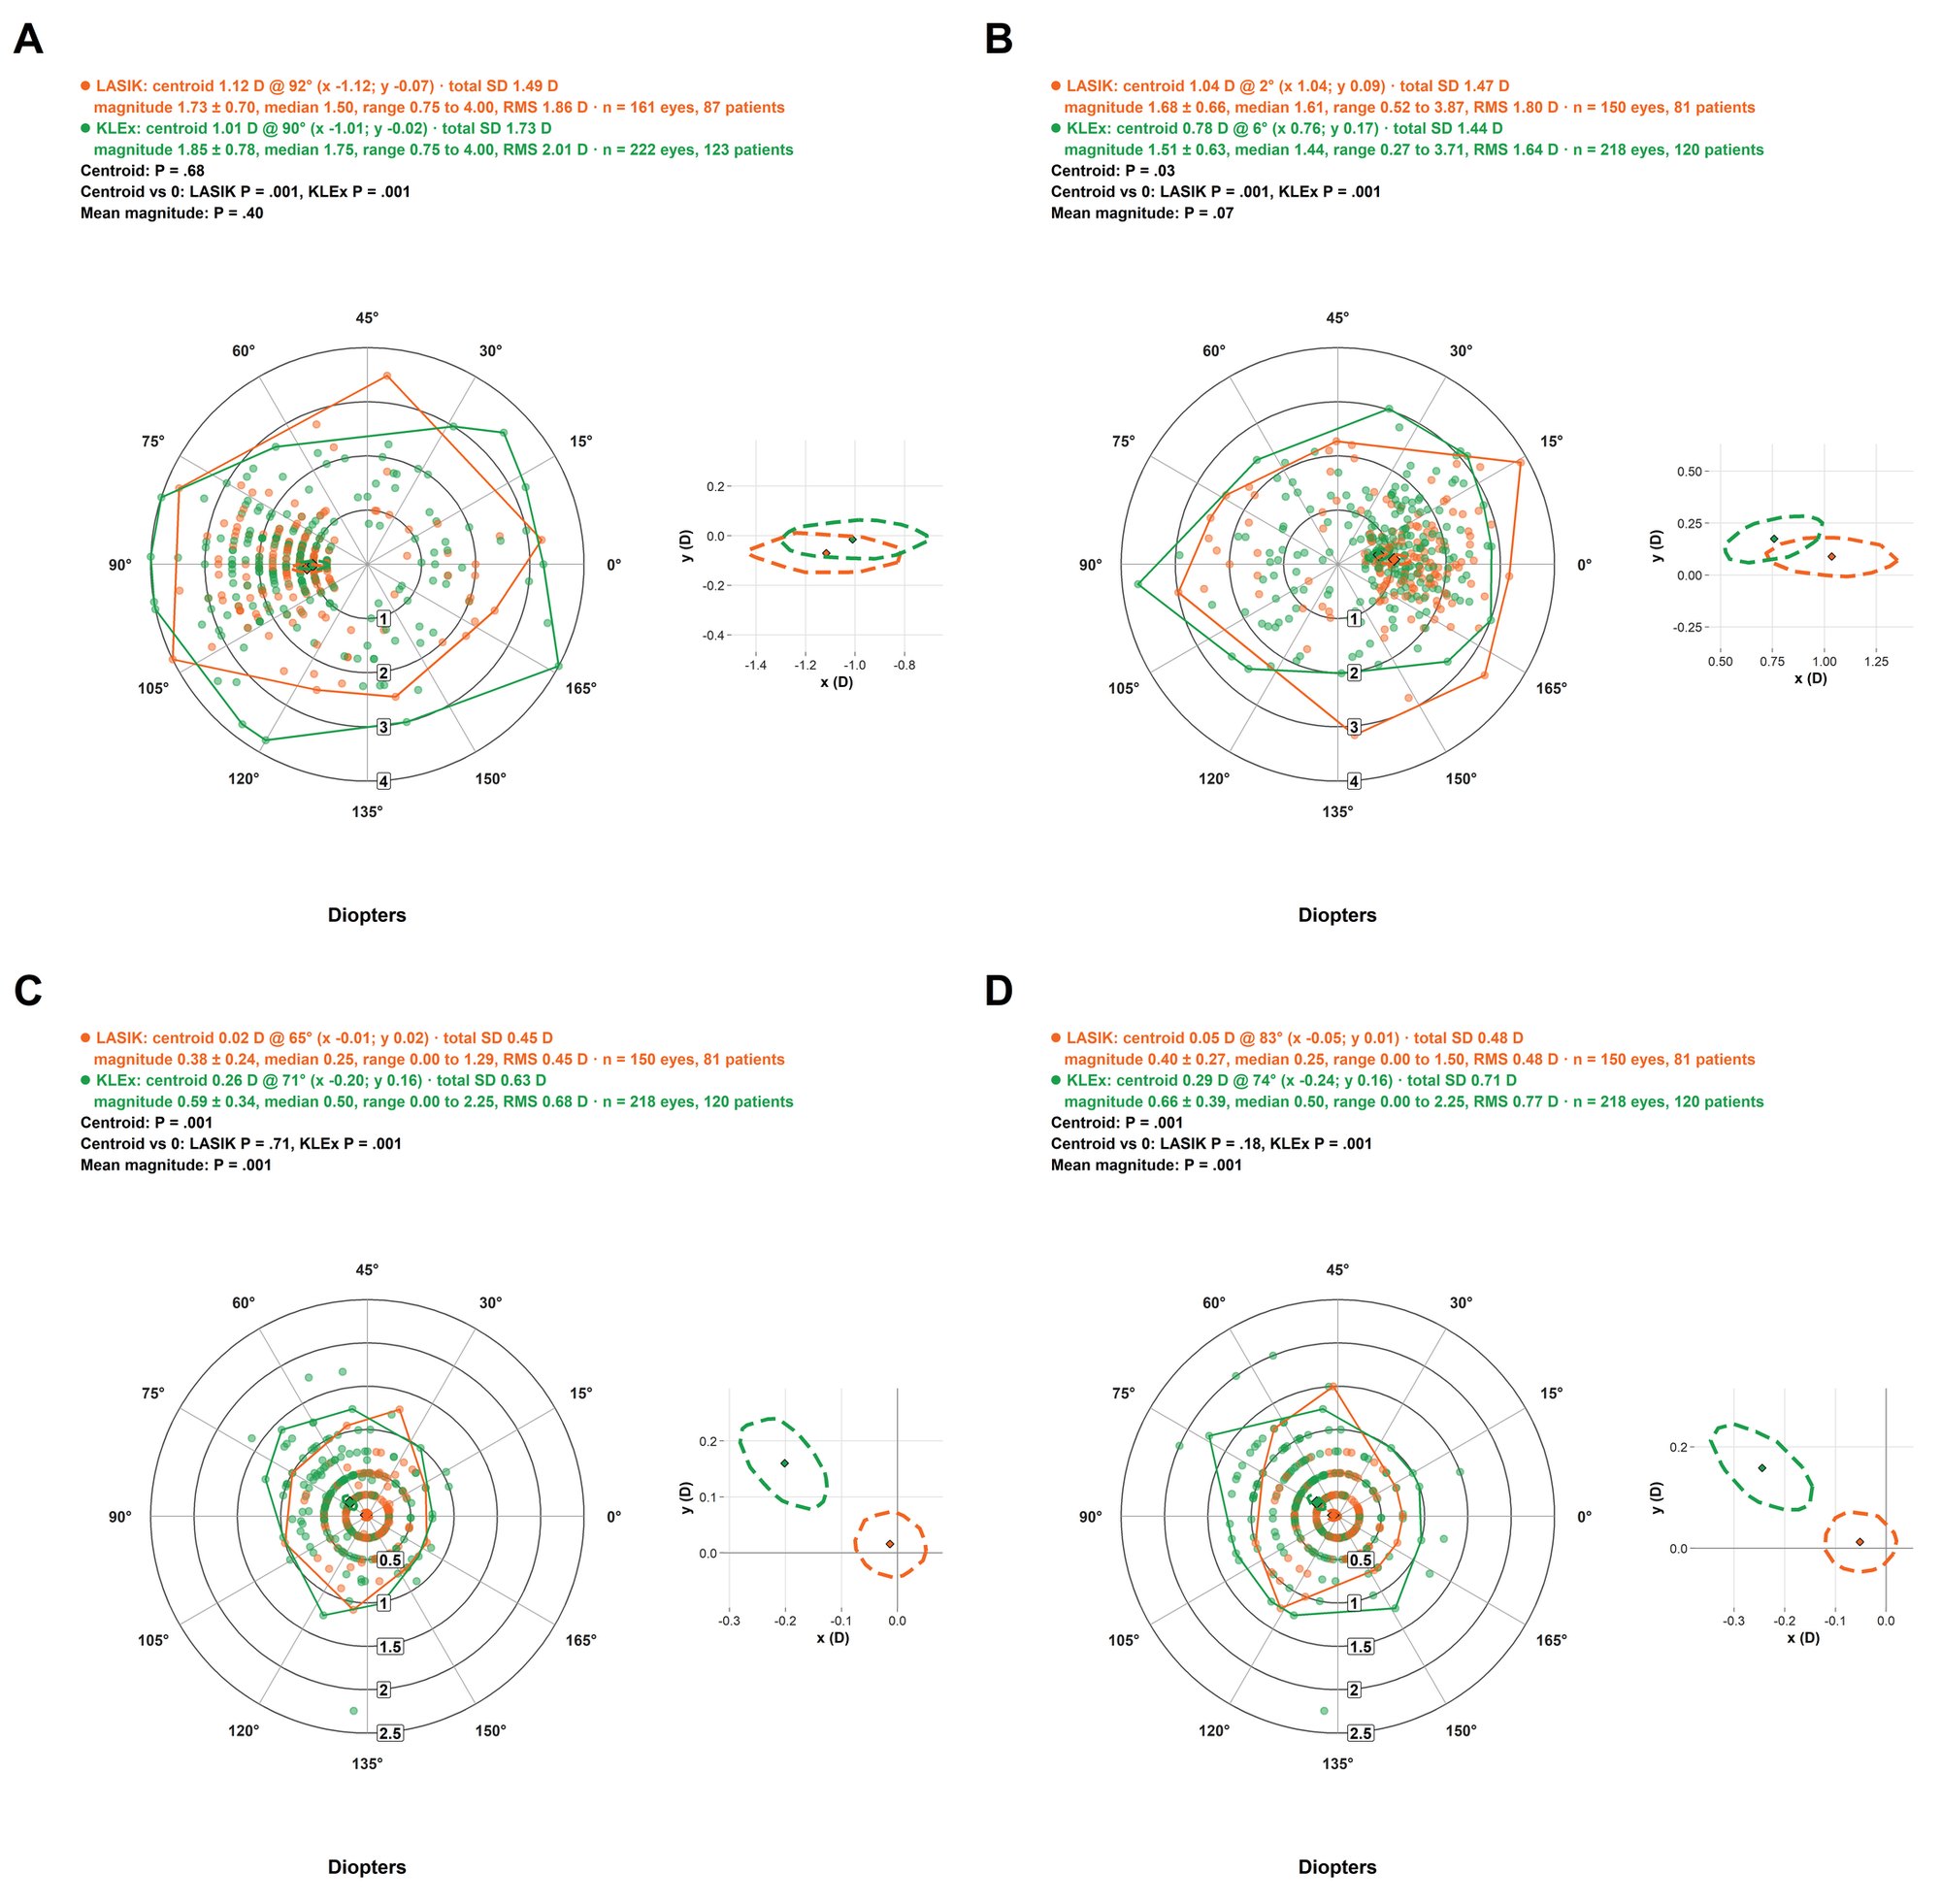 A
● LASIK: centroid 1.12 D @ 92° (x -1.12; y -0.07) · total SD 1.49 D
magnitude 1.73 ± 0.70, median 1.50, range 0.75 to 4.00, RMS 1.86 D · n = 161 eyes, 87 patients
● KLEx: centroid 1.01 D @ 90° (x -1.01; y -0.02) · total SD 1.73 D
magnitude 1.85 ± 0.78, median 1.75, range 0.75 to 4.00, RMS 2.01 D · n = 222 eyes, 123 patients
Centroid: P = .68
Centroid vs 0: LASIK P = .001, KLEx P = .001
Mean magnitude: P = .40
45°
60°
30°
75°
15°
90°
0°
1
2
3
4
105°
165°
120°
150°
135°
Diopters
y (D)
0.2
0.0
-0.2
-0.4
-1.4
-1.2
-1.0
-0.8
x (D)
B
● LASIK: centroid 1.04 D @ 2° (x 1.04; y 0.09) · total SD 1.47 D
magnitude 1.68 ± 0.66, median 1.61, range 0.52 to 3.87, RMS 1.80 D · n = 150 eyes, 81 patients
● KLEx: centroid 0.78 D @ 6° (x 0.76; y 0.17) · total SD 1.44 D
magnitude 1.51 ± 0.63, median 1.44, range 0.27 to 3.71, RMS 1.64 D · n = 218 eyes, 120 patients
Centroid: P = .03
Centroid vs 0: LASIK P = .001, KLEx P = .001
Mean magnitude: P = .07
45°
60°
30°
75°
15°
90°
0°
1
2
3
4
105°
165°
120°
150°
135°
Diopters
y (D)
0.50
0.25
0.00
-0.25
0.50
0.75
1.00
1.25
x (D)
C
● LASIK: centroid 0.02 D @ 65° (x -0.01; y 0.02) · total SD 0.45 D
magnitude 0.38 ± 0.24, median 0.25, range 0.00 to 1.29, RMS 0.45 D · n = 150 eyes, 81 patients
● KLEx: centroid 0.26 D @ 71° (x -0.20; y 0.16) · total SD 0.63 D
magnitude 0.59 ± 0.34, median 0.50, range 0.00 to 2.25, RMS 0.68 D · n = 218 eyes, 120 patients
Centroid: P = .001
Centroid vs 0: LASIK P = .71, KLEx P = .001
Mean magnitude: P = .001
45°
60°
30°
75°
15°
90°
0°
0.5
1
1.5
2
2.5
105°
165°
120°
150°
135°
Diopters
y (D)
0.2
0.1
0.0
-0.3
-0.2
-0.1
0.0
x (D)
D
● LASIK: centroid 0.05 D @ 83° (x -0.05; y 0.01) · total SD 0.48 D
magnitude 0.40 ± 0.27, median 0.25, range 0.00 to 1.50, RMS 0.48 D · n = 150 eyes, 81 patients
● KLEx: centroid 0.29 D @ 74° (x -0.24; y 0.16) · total SD 0.71 D
magnitude 0.66 ± 0.39, median 0.50, range 0.00 to 2.25, RMS 0.77 D · n = 218 eyes, 120 patients
Centroid: P = .001
Centroid vs 0: LASIK P = .18, KLEx P = .001
Mean magnitude: P = .001
45°
60°
30°
75°
15°
90°
0°
0.5
1
1.5
2
2.5
105°
165°
120°
150°
135°
Diopters
y (D)
0.2
0.0
-0.3
-0.2
-0.1
0.0
x (D)